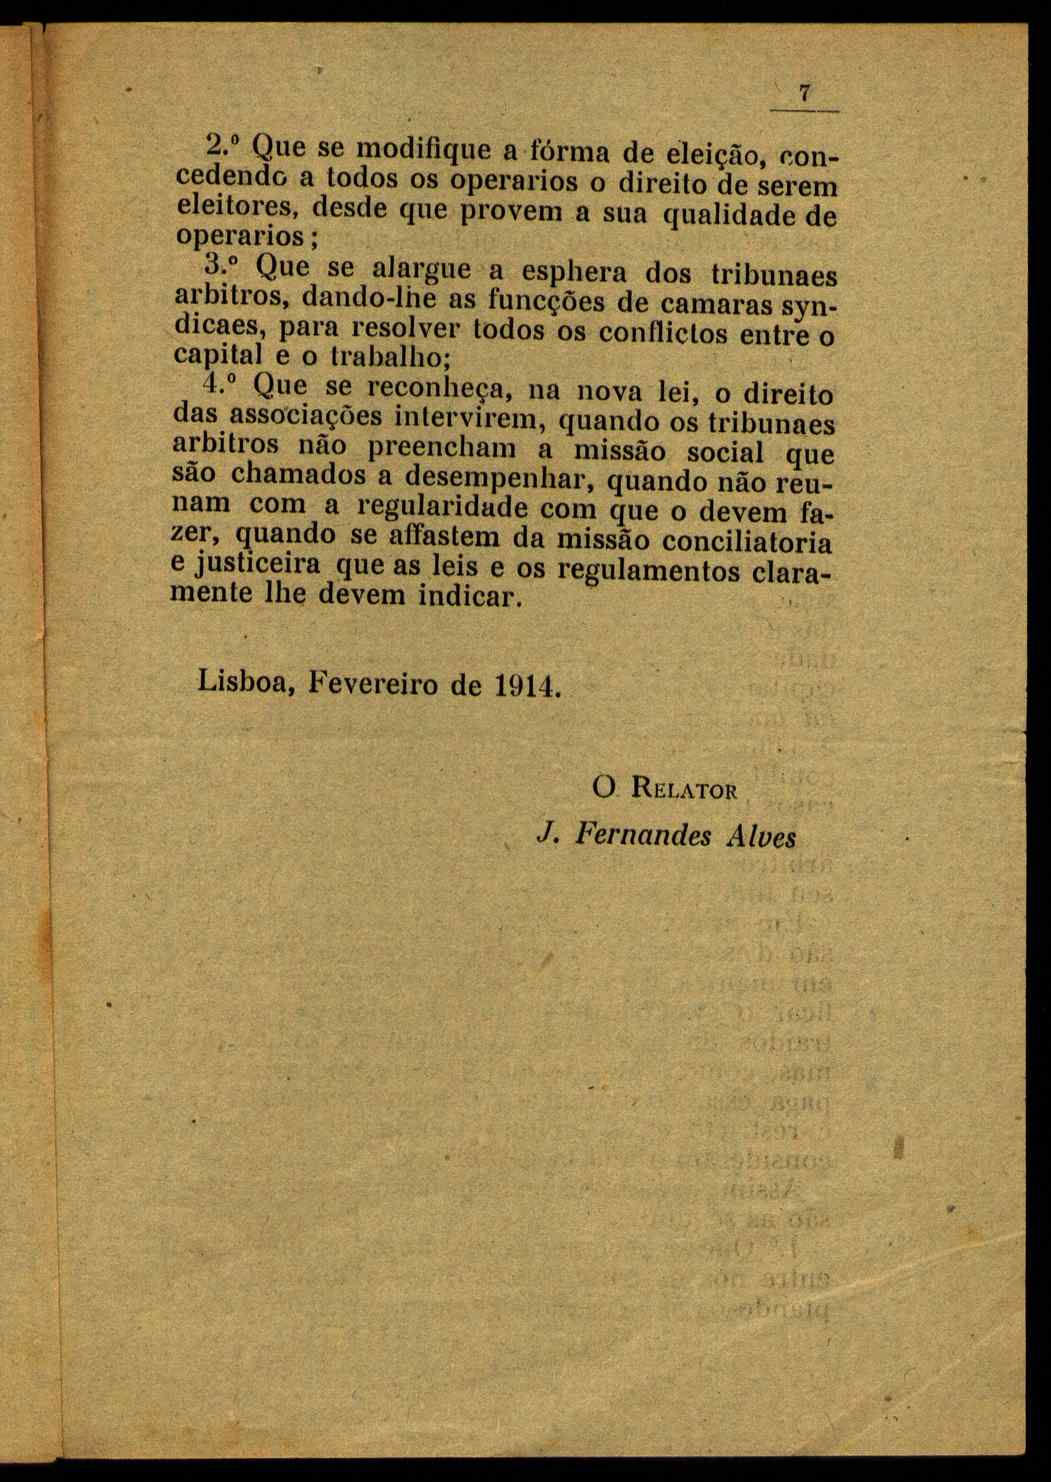 7
2.º Que se modifique a fórma de eleição, con-
cedendo a todos os operarios o direito de serem
eleitores, desde que provem a sua qualidade de
operarios;
3.º Que se alargue a esphera dos tribunaes
arbitros, dando-lhe as funcções de camaras syn-
dicaes, para resolver todos os conflictos entre o
capital e o trabalho;
4.º Que se reconheça, na nova lei, o direito
das associações intervirem, quando os tribunaes
arbitros não preencham a missão social que
são chamados a desempenhar, quando não reu-
nam com a regularidade com que o devem fa-
zer, quando se affastem da missão conciliatoria
e justiceira que as leis e os regulamentos clara-
mente lhe devem indicar.
Lisboa, Fevereiro de 1914.
O RELATOR
J. Fernandes Alves